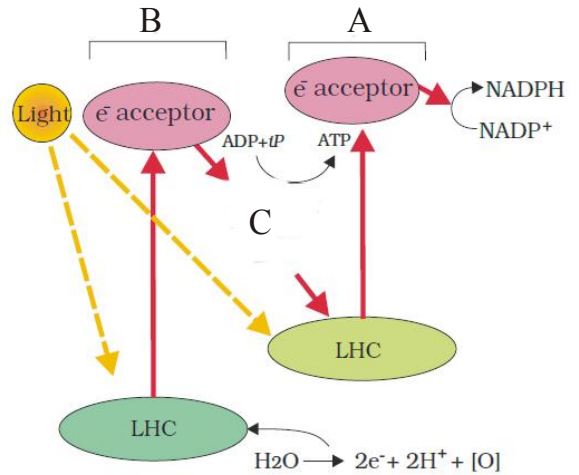 B
A
Light
e⁻ acceptor
e⁻ acceptor
NADPH
NADP⁺
ADP+iP
ATP
C
LHC
LHC
H2O → 2e⁻ + 2H⁺ + [O]